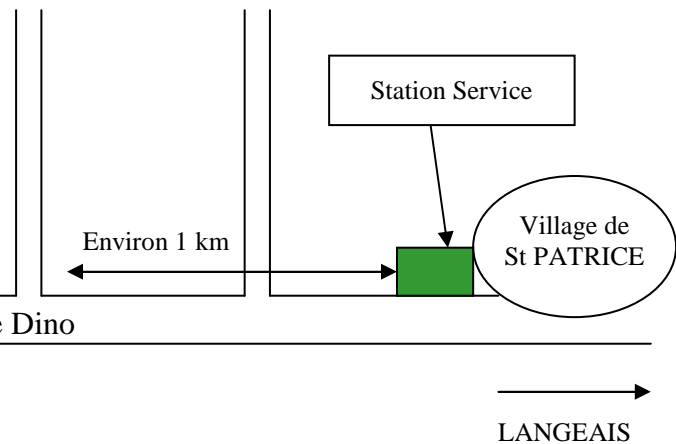 Station Service
Environ 1 km
Village de
St PATRICE
e Dino
LANGEAIS